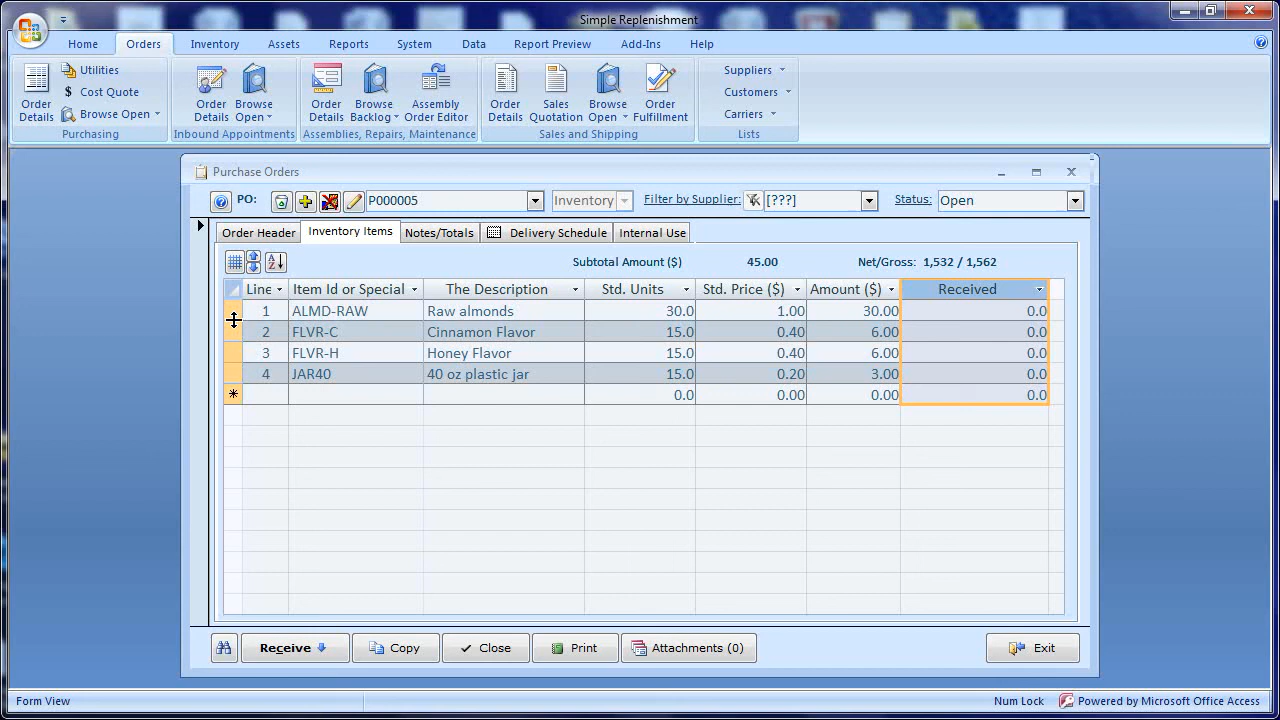 Simple Replenishment
Home Orders Inventory Assets Reports System Data Report Preview Add-Ins Help
Order Details Utilities Cost Quote Browse Open Purchasing
Order Details Browse Open Inbound Appointments
Order Details Browse Backlog Assembly Order Editor Assemblies, Repairs, Maintenance
Order Details Sales Quotation Browse Open Order Fulfillment Sales and Shipping
Suppliers Customers Carriers Lists
Purchase Orders
PO: P000005 Inventory Filter by Supplier: [???] Status: Open
Order Header Inventory Items Notes/Totals Delivery Schedule Internal Use
Subtotal Amount ($) 45.00 Net/Gross: 1,532 / 1,562
Line Item Id or Special The Description Std. Units Std. Price ($) Amount ($) Received
1 ALMD-RAW Raw almonds 30.0 1.00 30.00 0.0
2 FLVR-C Cinnamon Flavor 15.0 0.40 6.00 0.0
3 FLVR-H Honey Flavor 15.0 0.40 6.00 0.0
4 JAR40 40 oz plastic jar 15.0 0.20 3.00 0.0
* 0.0 0.00 0.00 0.0
Receive Copy Close Print Attachments (0) Exit
Form View Num Lock Powered by Microsoft Office Access